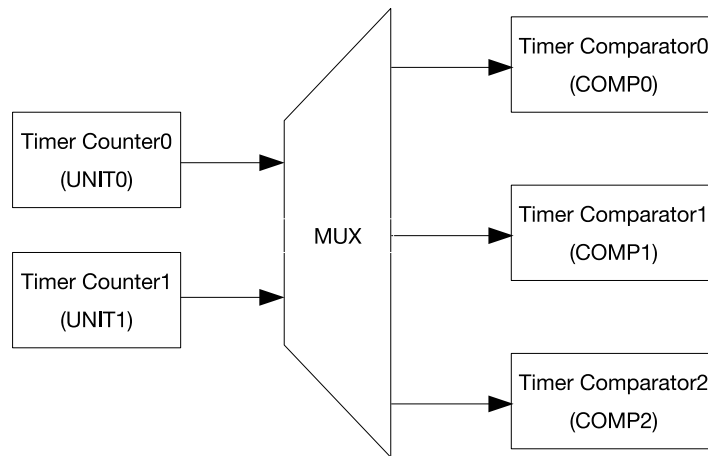 Timer Counter0
(UNIT0)
Timer Counter1
(UNIT1)
MUX
Timer Comparator0
(COMP0)
Timer Comparator1
(COMP1)
Timer Comparator2
(COMP2)